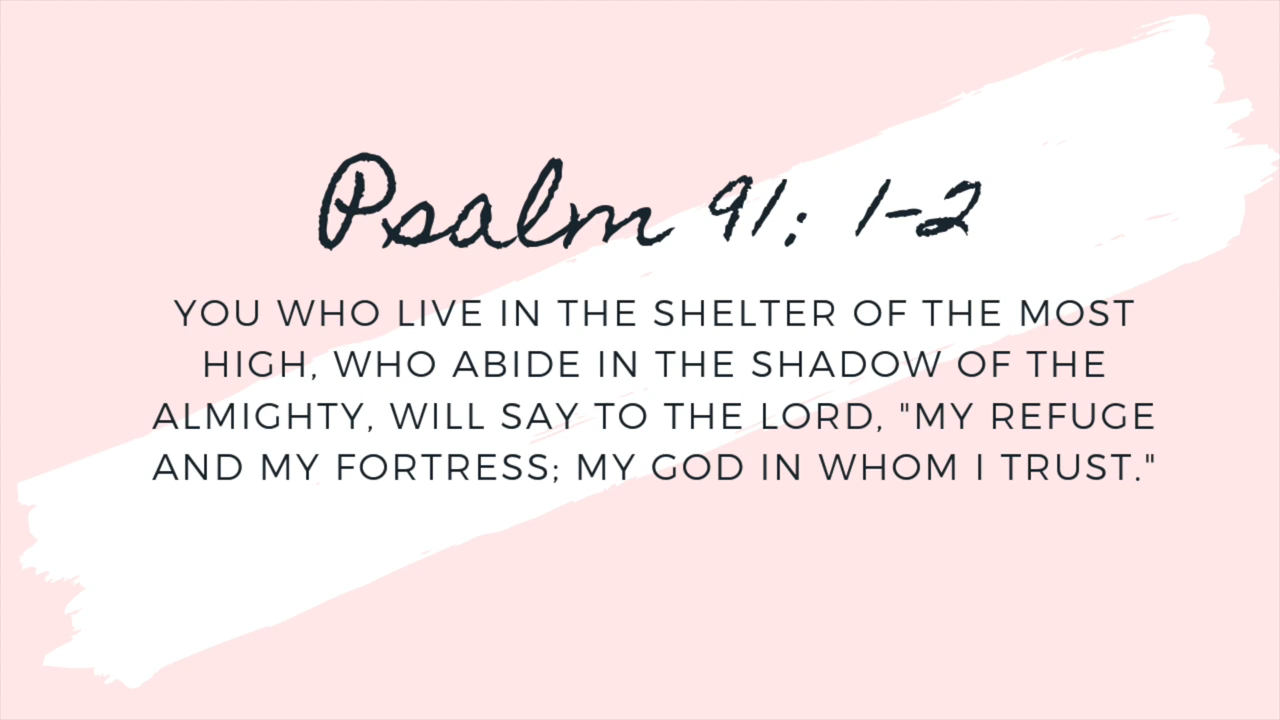 Psalm 91: 1-2
YOU WHO LIVE IN THE SHELTER OF THE MOST
HIGH, WHO ABIDE IN THE SHADOW OF THE
ALMIGHTY, WILL SAY TO THE LORD, "MY REFUGE
AND MY FORTRESS; MY GOD IN WHOM I TRUST."